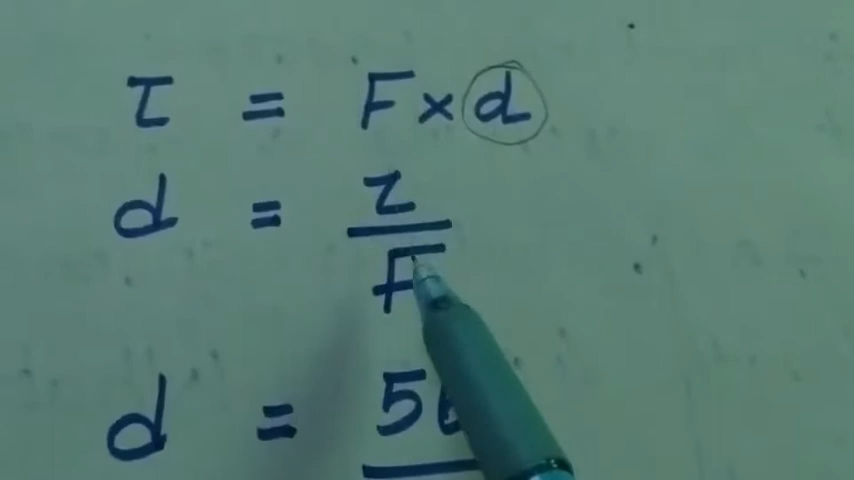 τ = F × d
d = τ / F
d = 5